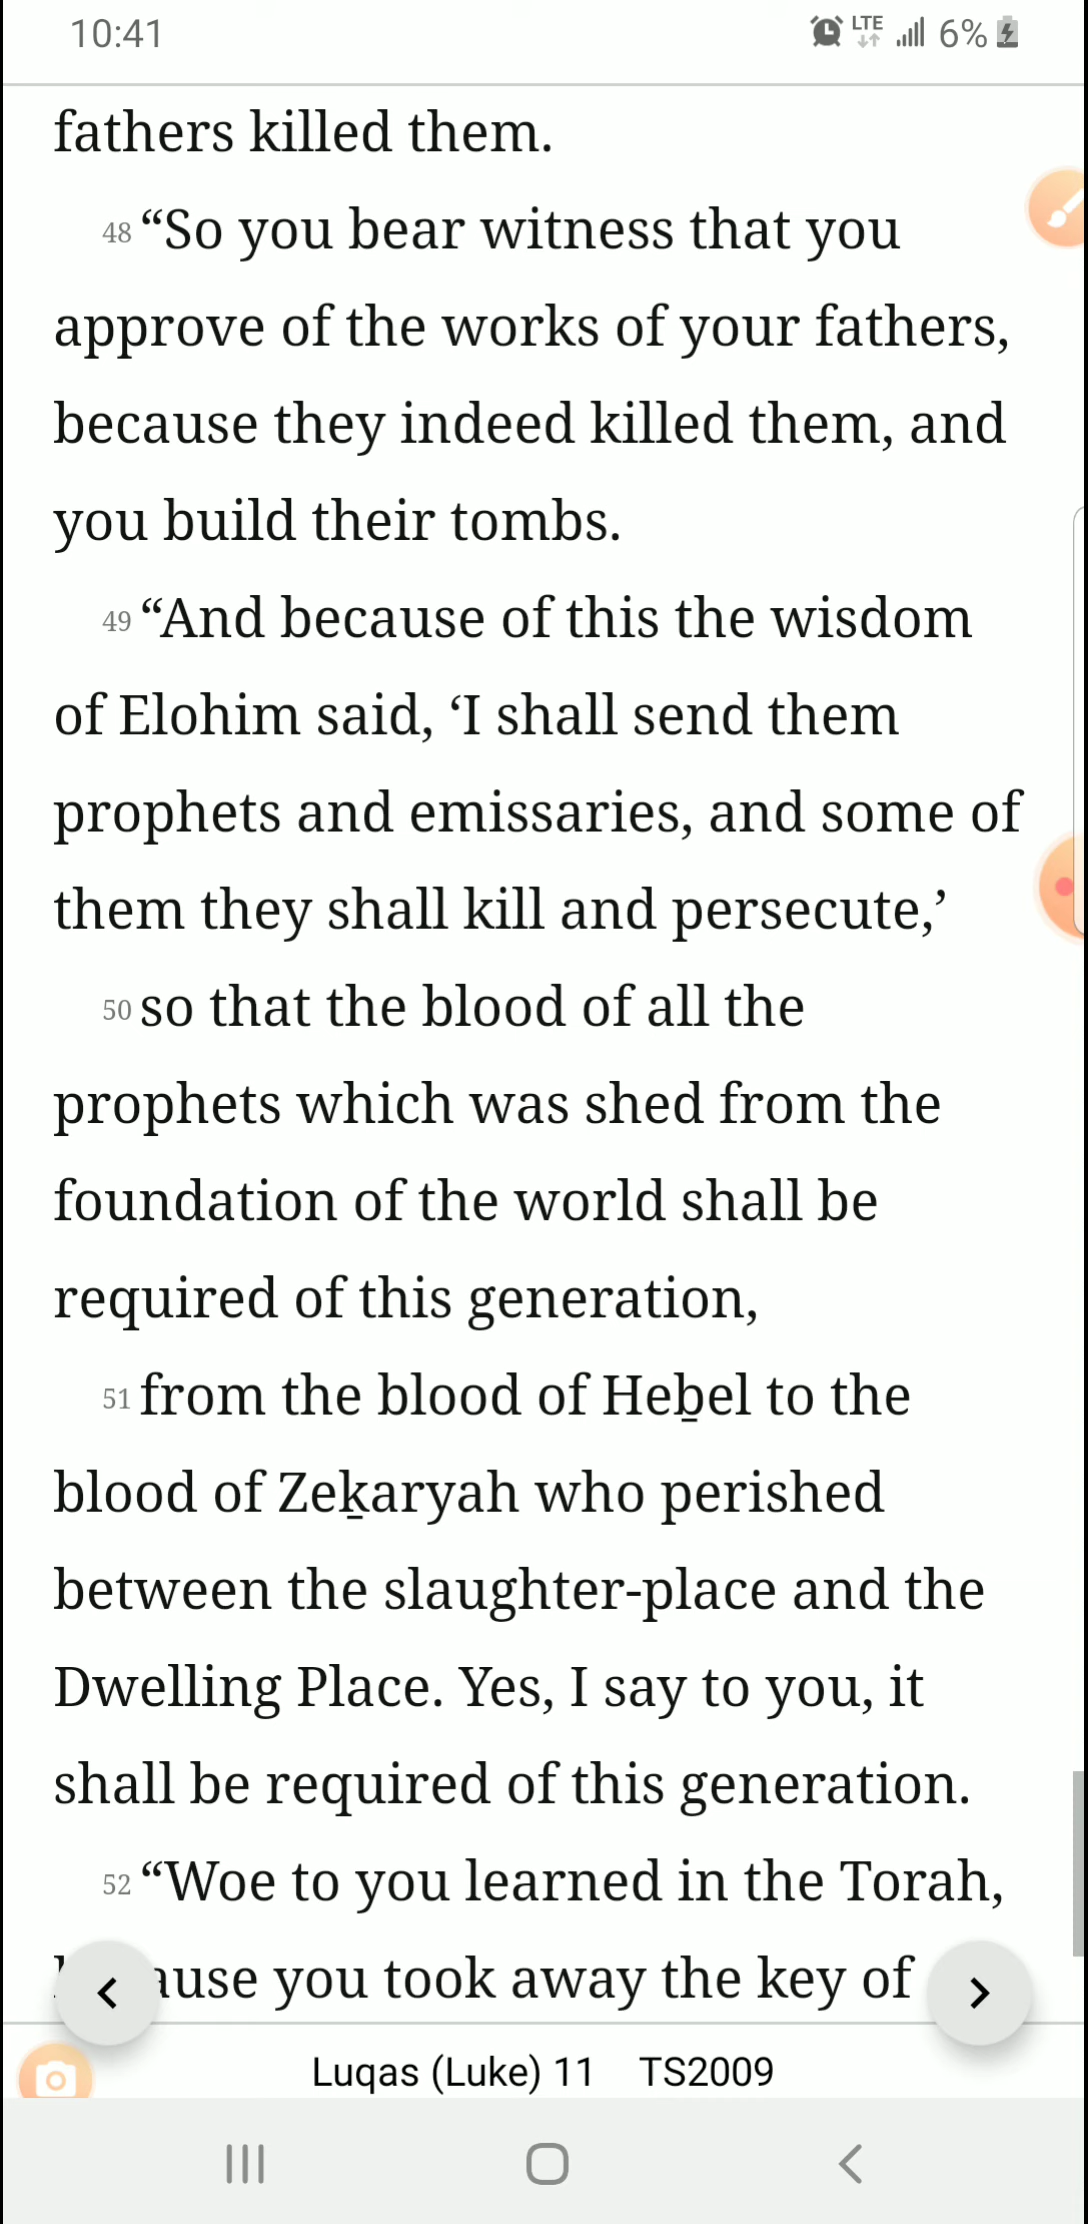 10:41 LTE 6%
fathers killed them.
48 “So you bear witness that you
approve of the works of your fathers,
because they indeed killed them, and
you build their tombs.
49 “And because of this the wisdom
of Elohim said, ‘I shall send them
prophets and emissaries, and some of
them they shall kill and persecute,’
50 so that the blood of all the
prophets which was shed from the
foundation of the world shall be
required of this generation,
51 from the blood of Heḇel to the
blood of Zeḵaryah who perished
between the slaughter-place and the
Dwelling Place. Yes, I say to you, it
shall be required of this generation.
52 “Woe to you learned in the Torah,
you took away the key of
Luqas (Luke) 11 TS2009